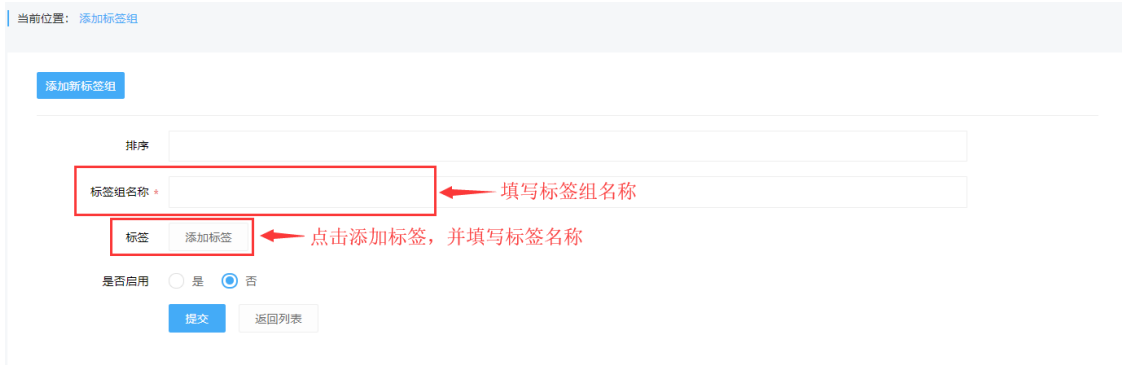 当前位置： 添加标签组
添加新标签组
排序
标签组名称 * 填写标签组名称
标签 添加标签 点击添加标签，并填写标签名称
是否启用 是 否
提交 返回列表